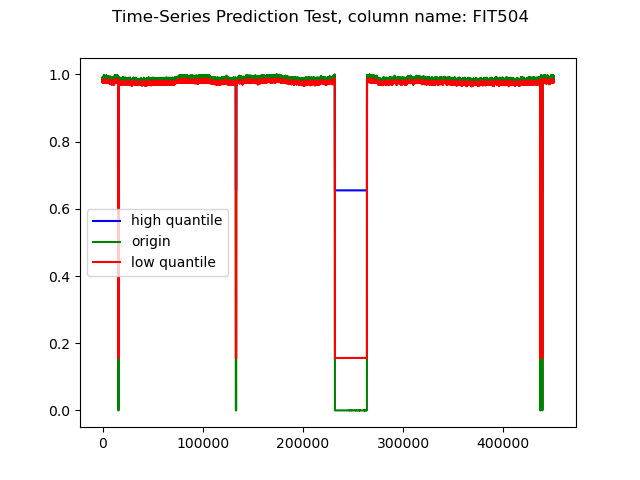 Time-Series Prediction Test, column name: FIT504
1.0
0.8
0.6
0.4
0.2
0.0
high quantile
origin
low quantile
0 100000 200000 300000 400000